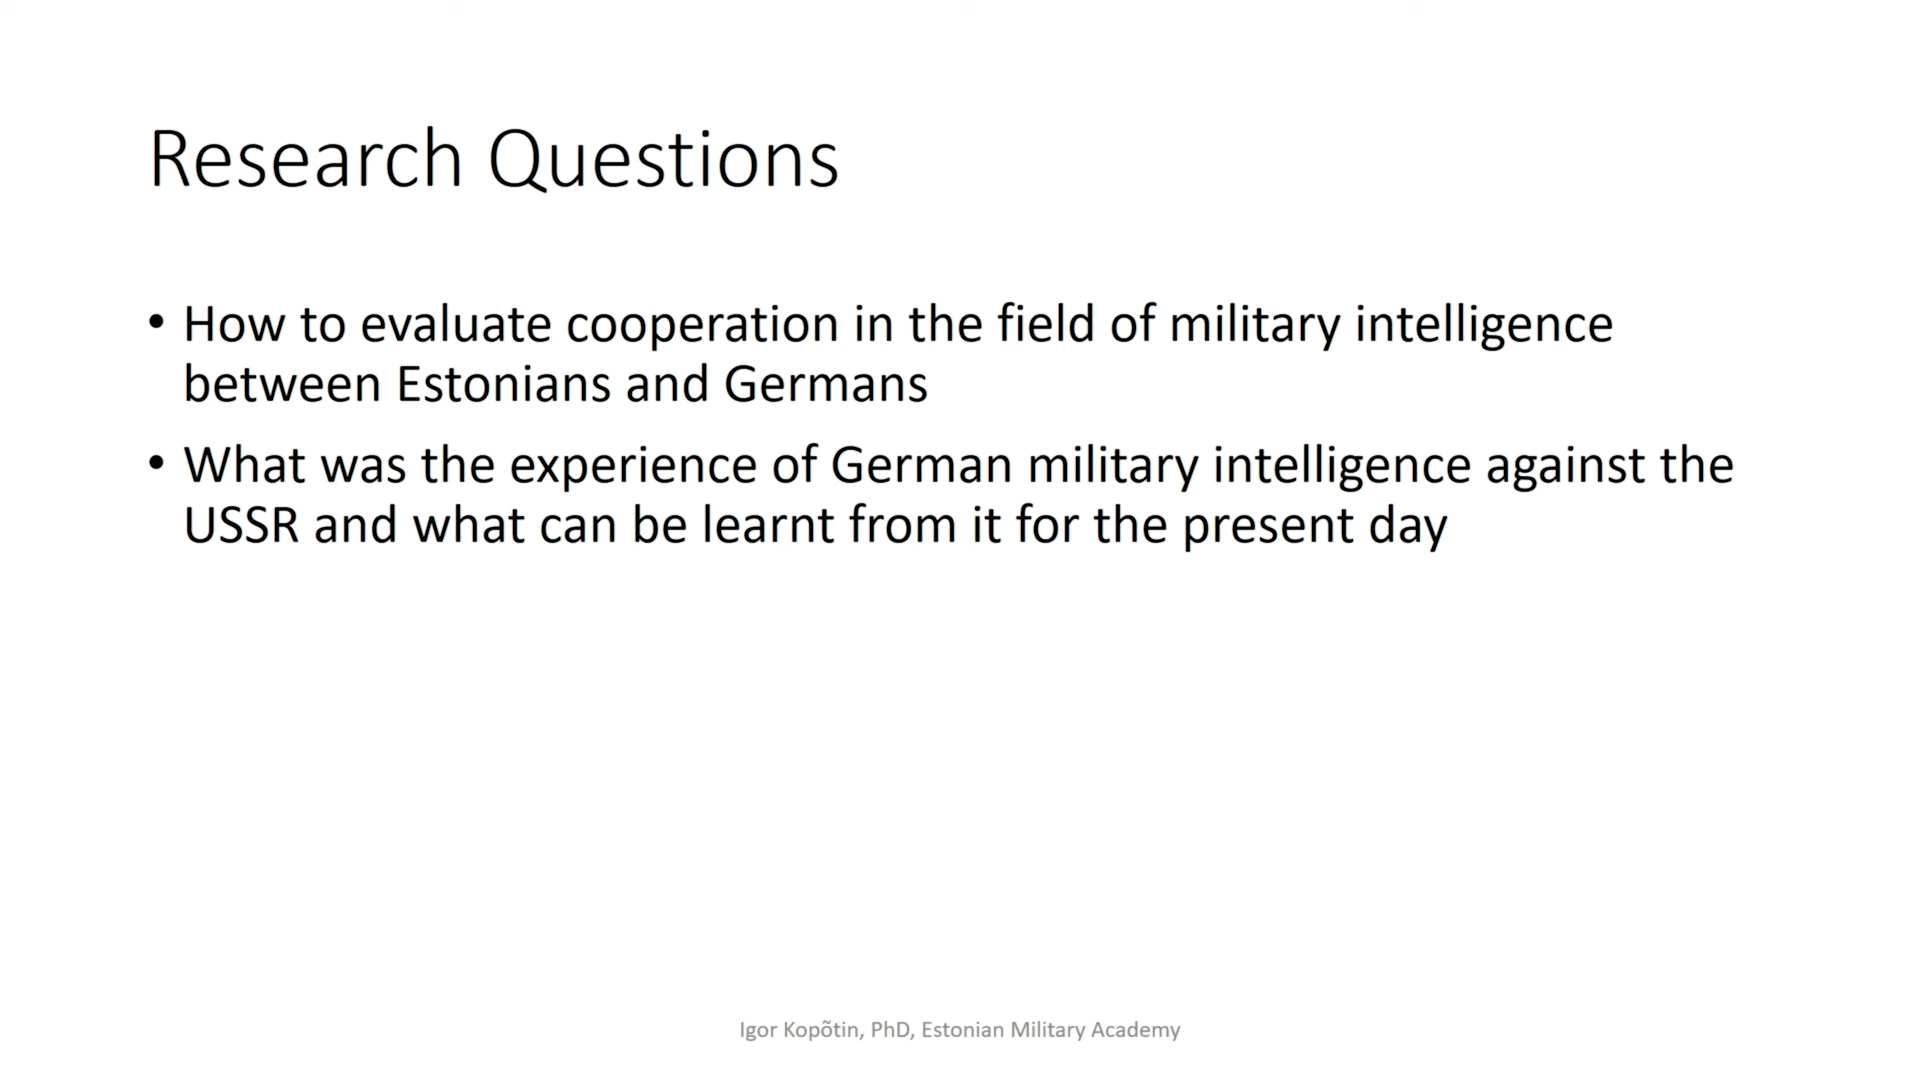 Research Questions
• How to evaluate cooperation in the field of military intelligence
between Estonians and Germans
• What was the experience of German military intelligence against the
USSR and what can be learnt from it for the present day
Igor Kopõtin, PhD, Estonian Military Academy